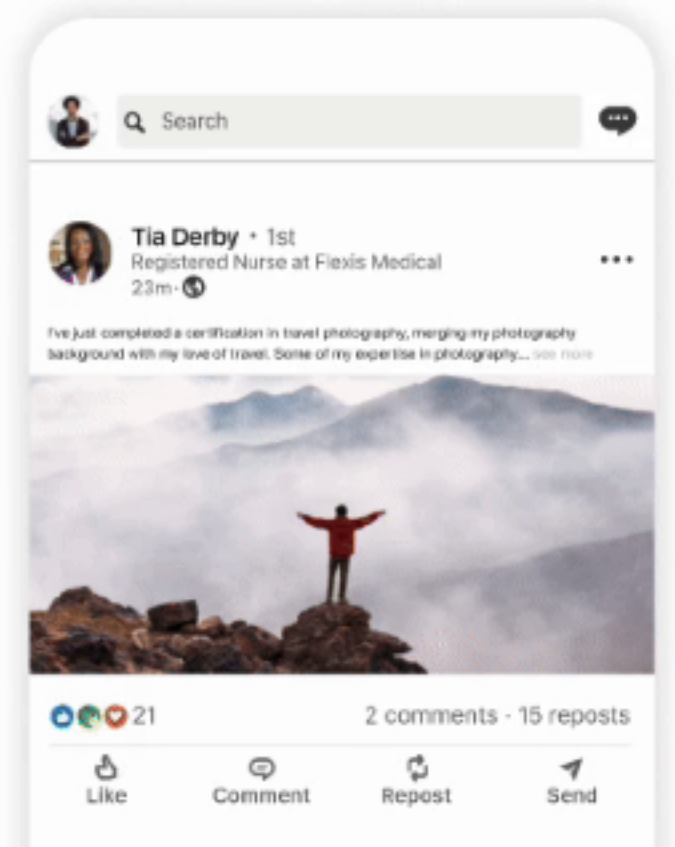 Search
Tia Derby • 1st
Registered Nurse at Flexis Medical
23m •
I've just completed a certification in travel photography, merging my photography
background with my love of travel. Some of my expertise in photography... see more
21
2 comments · 15 reposts
Like Comment Repost Send